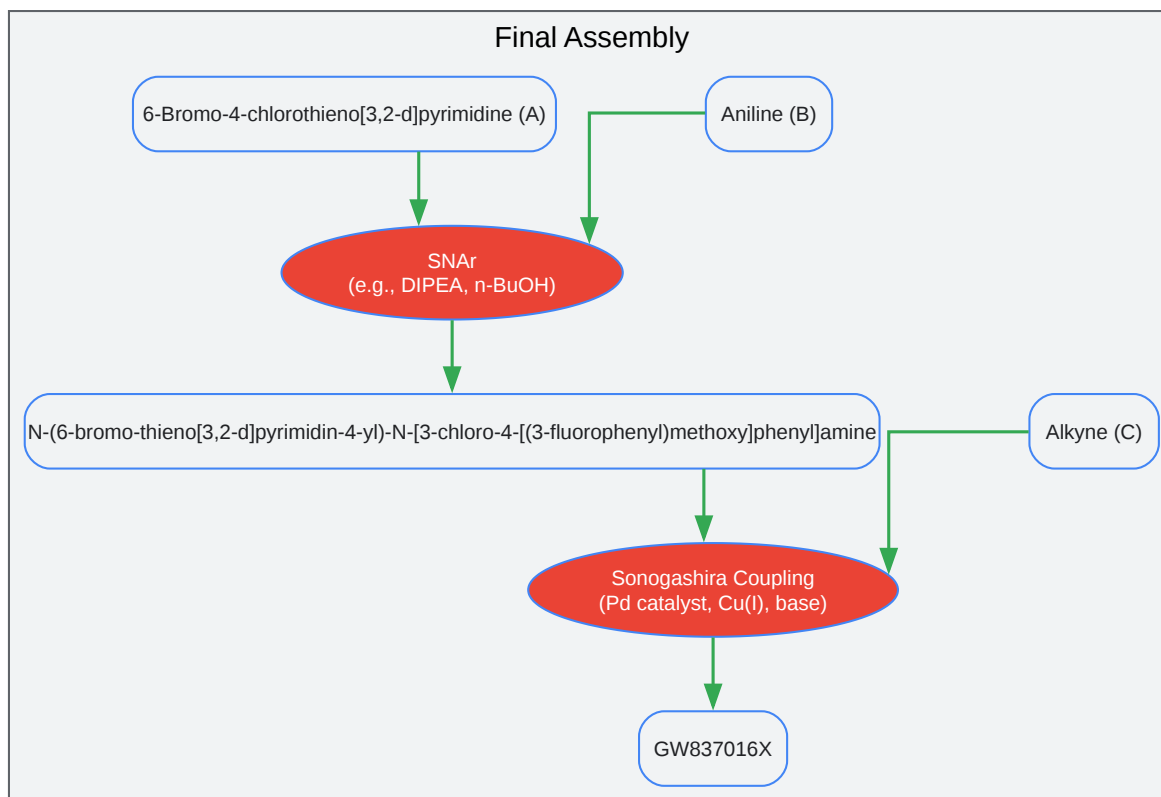 Final Assembly
6-Bromo-4-chlorothieno[3,2-d]pyrimidine (A)
Aniline (B)
SNAr
(e.g., DIPEA, n-BuOH)
N-(6-bromo-thieno[3,2-d]pyrimidin-4-yl)-N-[3-chloro-4-[(3-fluorophenyl)methoxy]phenyl]amine
Alkyne (C)
Sonogashira Coupling
(Pd catalyst, Cu(I), base)
GW837016X